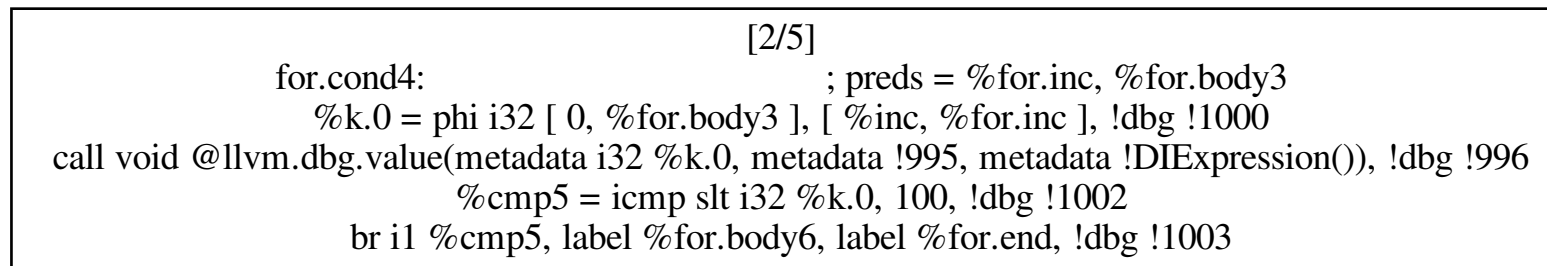 [2/5]
for.cond4: ; preds = %for.inc, %for.body3
%k.0 = phi i32 [ 0, %for.body3 ], [ %inc, %for.inc ], !dbg !1000
call void @llvm.dbg.value(metadata i32 %k.0, metadata !995, metadata !DIExpression()), !dbg !996
%cmp5 = icmp slt i32 %k.0, 100, !dbg !1002
br i1 %cmp5, label %for.body6, label %for.end, !dbg !1003